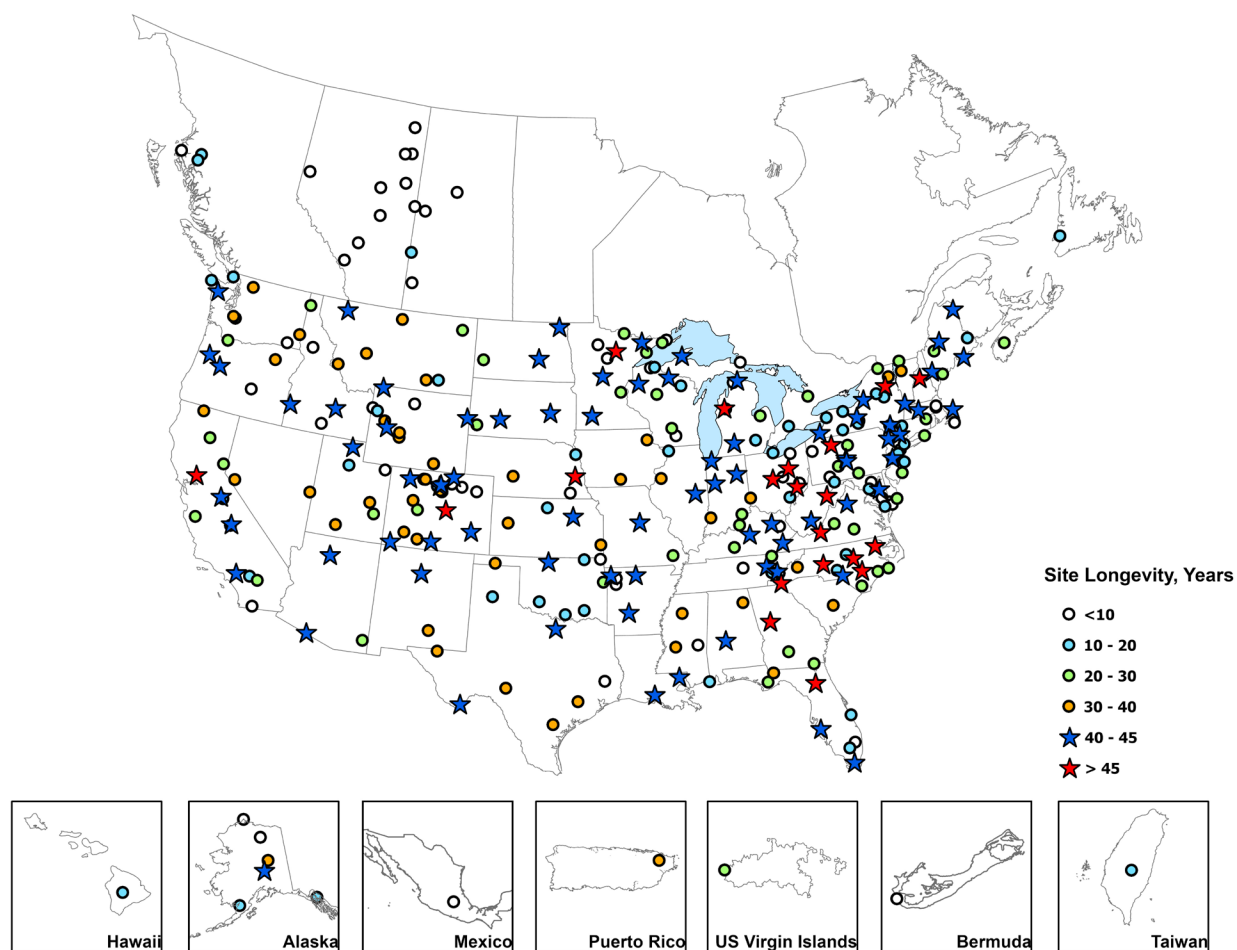 Site Longevity, Years
<10
10 - 20
20 - 30
30 - 40
40 - 45
> 45
Hawaii
Alaska
Mexico
Puerto Rico
US Virgin Islands
Bermuda
Taiwan